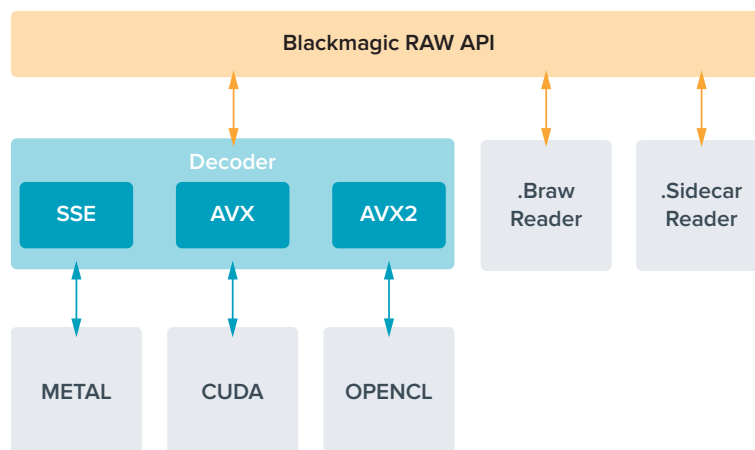 Blackmagic RAW API
Decoder
SSE
AVX
AVX2
.Braw
Reader
.Sidecar
Reader
METAL
CUDA
OPENCL